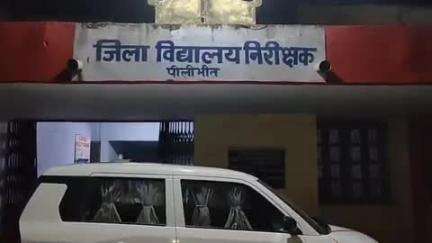 जिला विद्यालय निरीक्षक
पीलीभीत